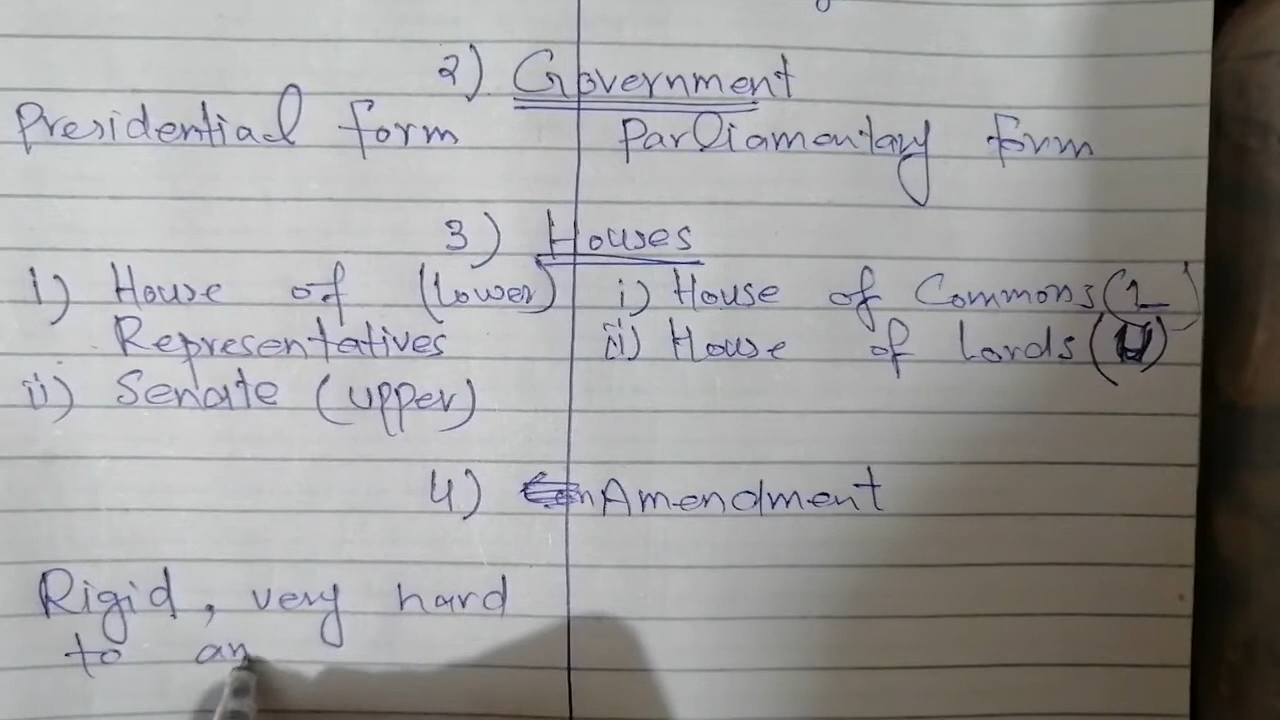 2) Government
Presidential form
Parliamentary form
3) Houses
i) House of (Lower)
Representatives
ii) Senate (upper)
i) House of Commons (L)
ii) House of Lords (U)
4) Amendment
Rigid, very hard
to am